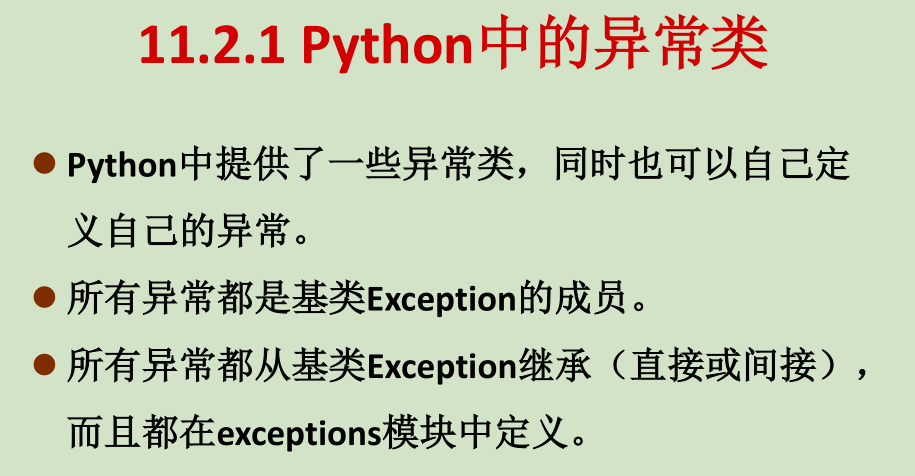 11.2.1 Python中的异常类
Python中提供了一些异常类，同时也可以自己定
义自己的异常。
所有异常都是基类Exception的成员。
所有异常都从基类Exception继承（直接或间接），
而且都在exceptions模块中定义。